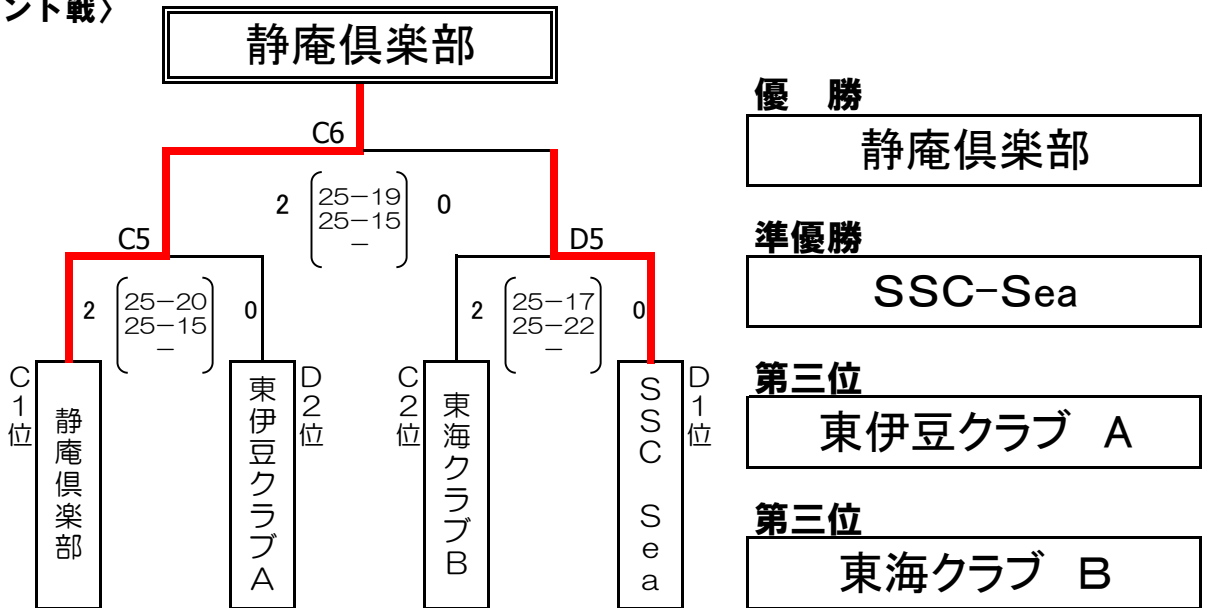 ント戦〉
静庵倶楽部
C6
2 25-19 0
25-15
-
C5
2 25-20 0
25-15
-
D5
2 25-17 0
25-22
-
C1位
静庵倶楽部
東伊豆クラブA
D2位
C2位
東海クラブB
SSC Sea
D1位
優 勝
静庵倶楽部
準優勝
SSC-Sea
第三位
東伊豆クラブ A
第三位
東海クラブ B